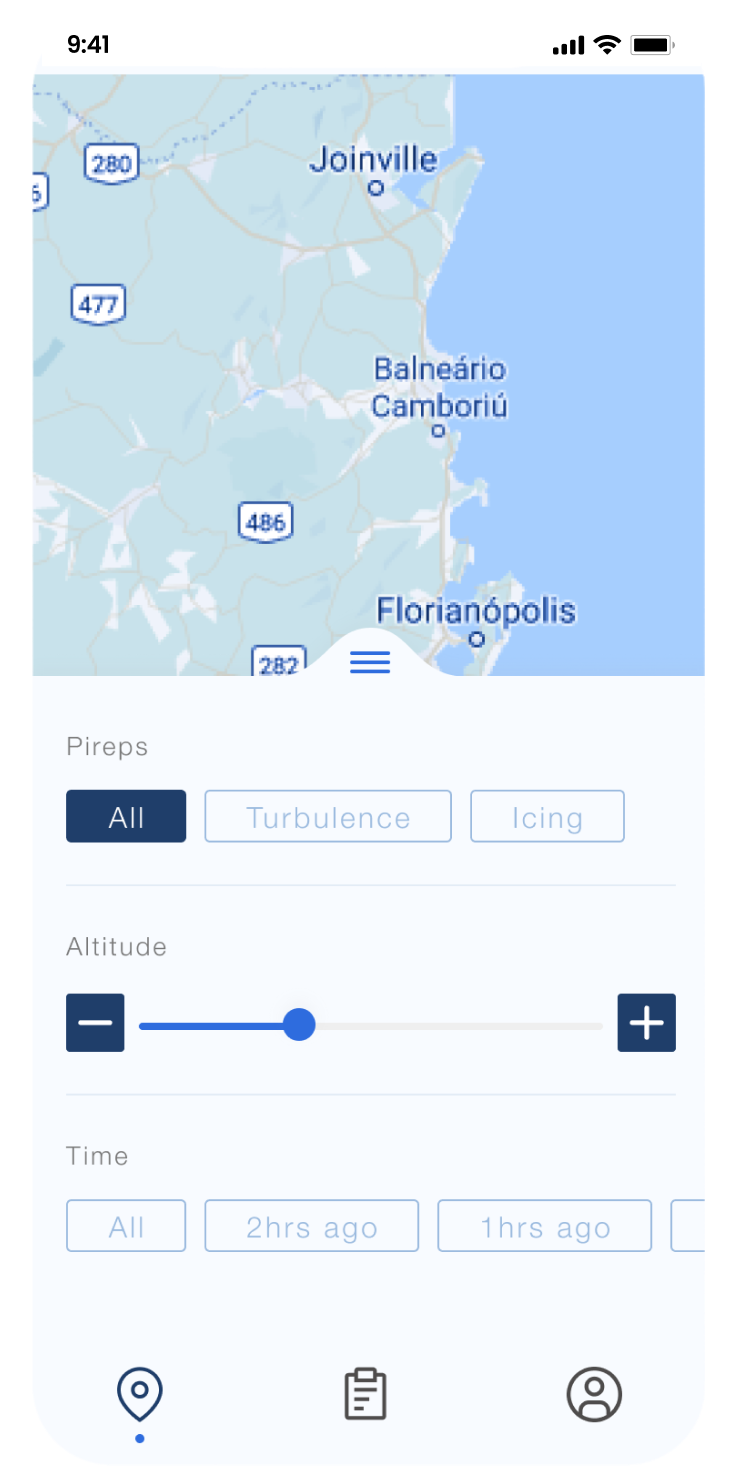 9:41
280
Joinville
6
477
Balneário
Camboriú
486
Florianópolis
282
Pireps
All
Turbulence
Icing
Altitude
Time
All
2hrs ago
1hrs ago